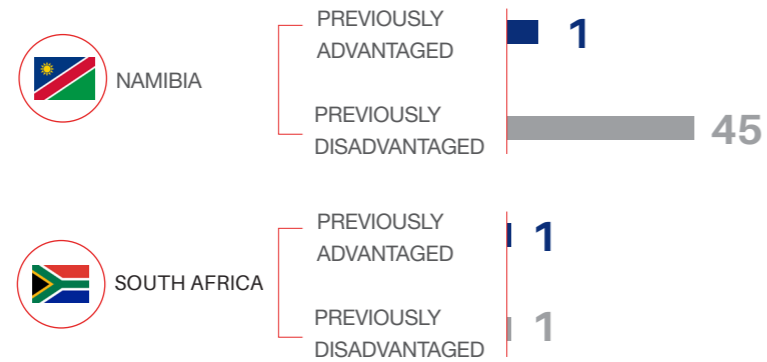 NAMIBIA
PREVIOUSLY
ADVANTAGED
1
PREVIOUSLY
DISADVANTAGED
45
SOUTH AFRICA
PREVIOUSLY
ADVANTAGED
1
PREVIOUSLY
DISADVANTAGED
1